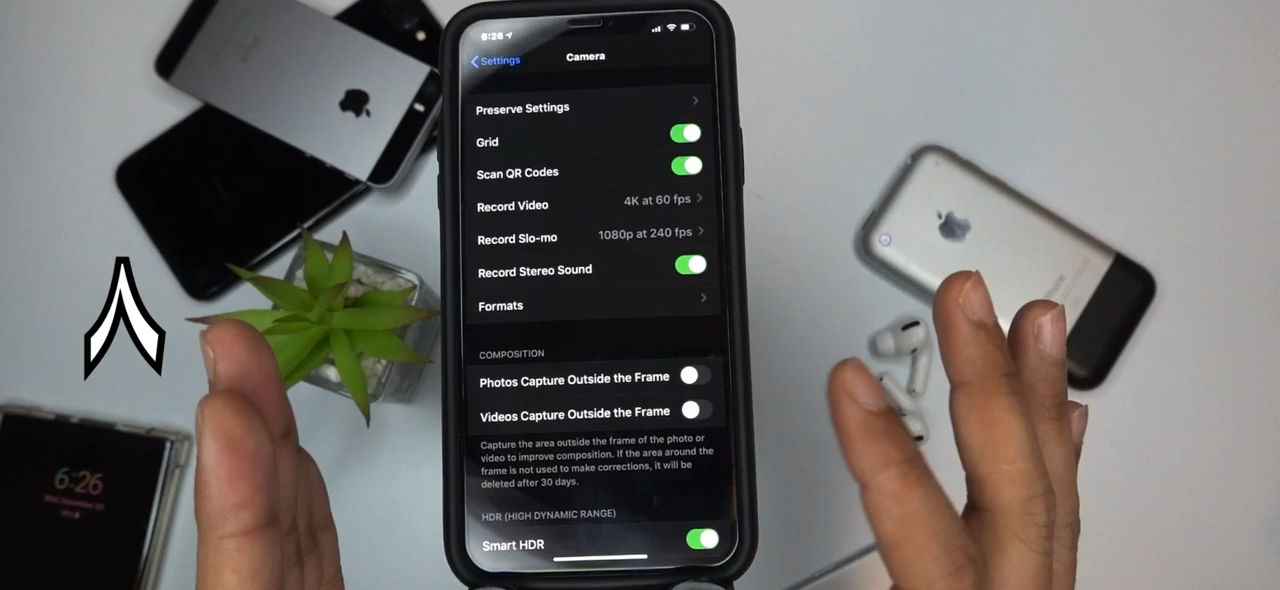 6:26
Settings
Camera
Preserve Settings
Grid
Scan QR Codes
Record Video 4K at 60 fps
Record Slo-mo 1080p at 240 fps
Record Stereo Sound
Formats
COMPOSITION
Photos Capture Outside the Frame
Videos Capture Outside the Frame
Capture the area outside the frame of the photo or
video to improve composition. If the area around the
frame is not used to make corrections, it will be
deleted after 30 days.
HDR (HIGH DYNAMIC RANGE)
Smart HDR
6:26